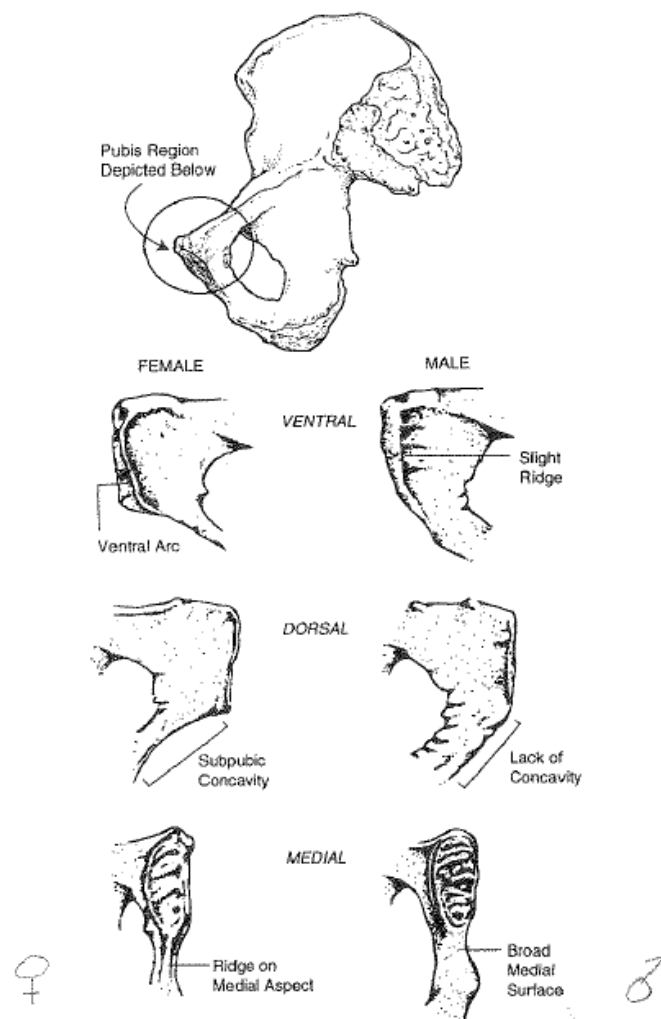 Pubis Region
Depicted Below
FEMALE
MALE
VENTRAL
Slight
Ridge
Ventral Arc
DORSAL
Subpubic
Concavity
Lack of
Concavity
MEDIAL
Ridge on
Medial Aspect
Broad
Medial
Surface
♀
♂